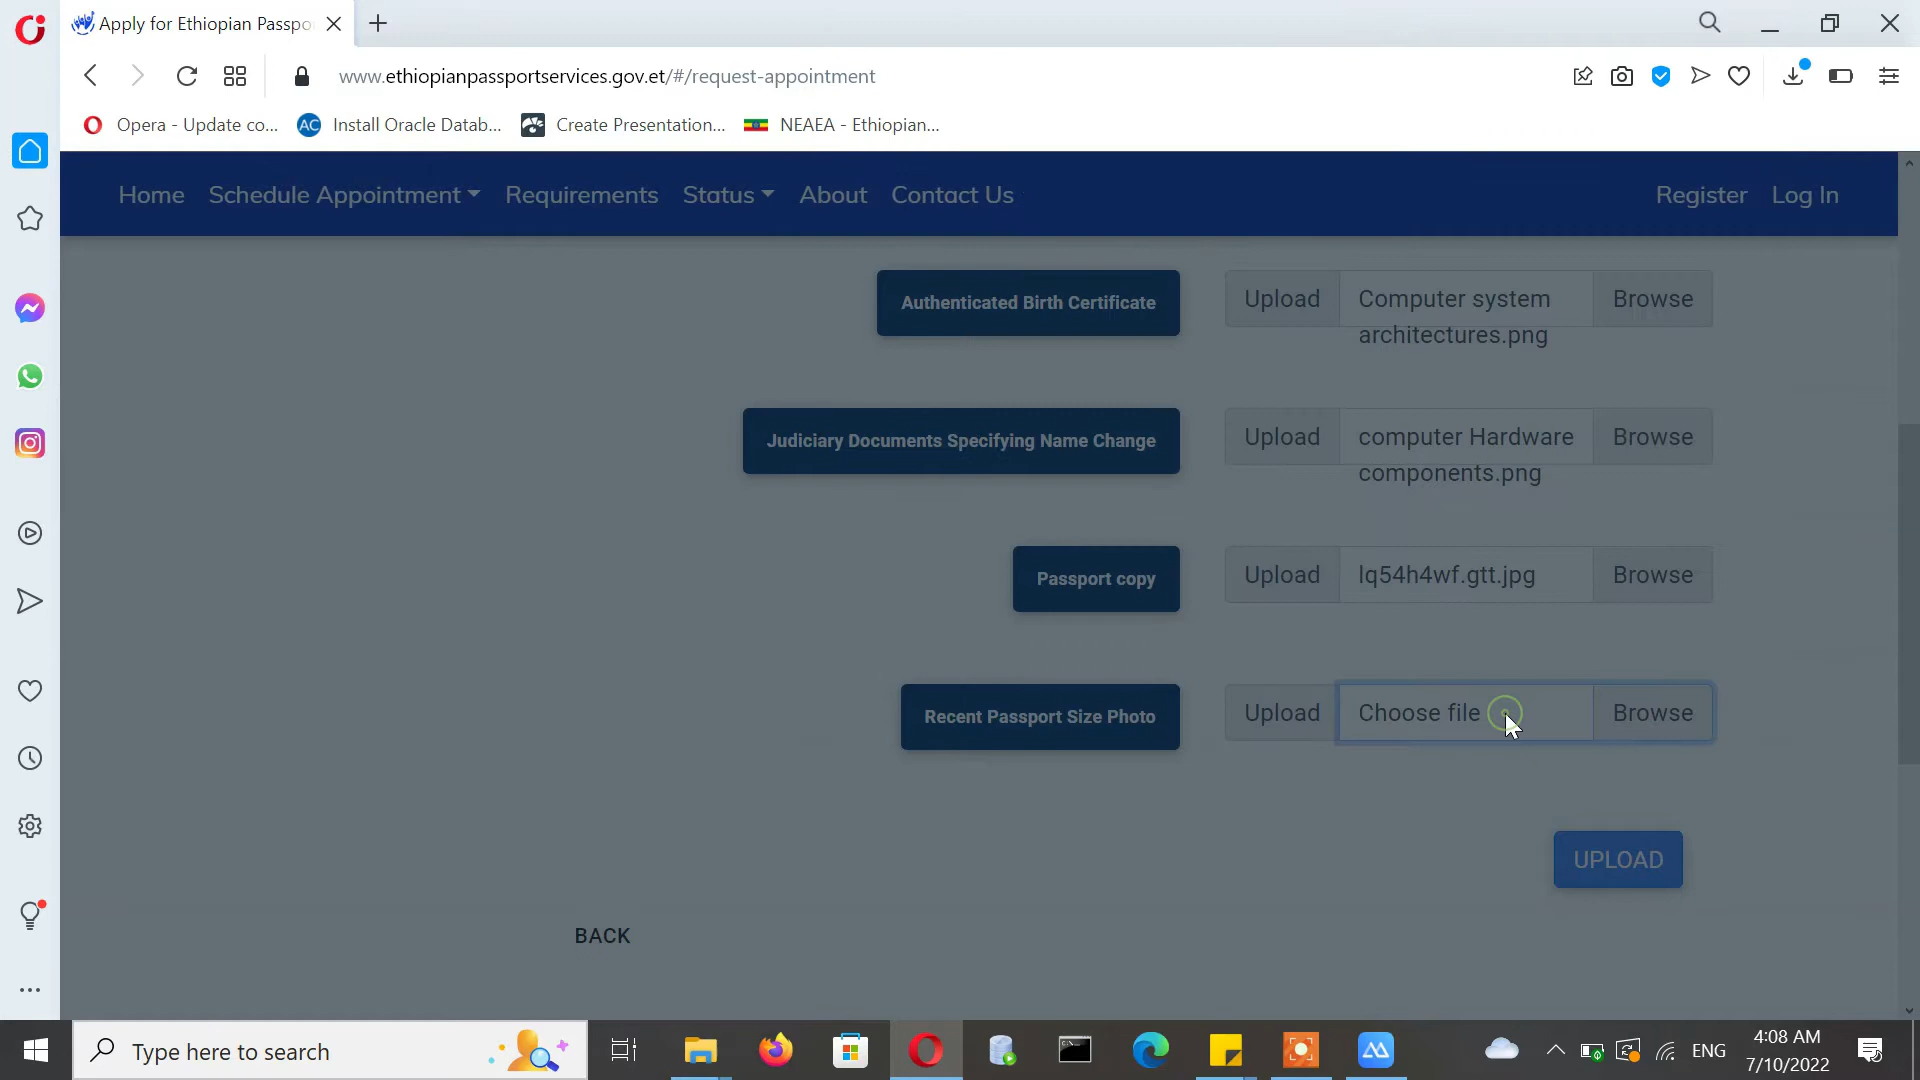 Apply for Ethiopian Passpo
www.ethiopianpassportservices.gov.et/#/request-appointment
Opera - Update co... Install Oracle Datab... Create Presentation... NEAEA - Ethiopian...
Home Schedule Appointment Requirements Status About Contact Us Register Log In
Authenticated Birth Certificate Upload Computer system Browse
architectures.png
Judiciary Documents Specifying Name Change Upload computer Hardware Browse
components.png
Passport copy Upload lq54h4wf.gtt.jpg Browse
Recent Passport Size Photo Upload Choose file Browse
UPLOAD
BACK
Type here to search ENG 4:08 AM
7/10/2022